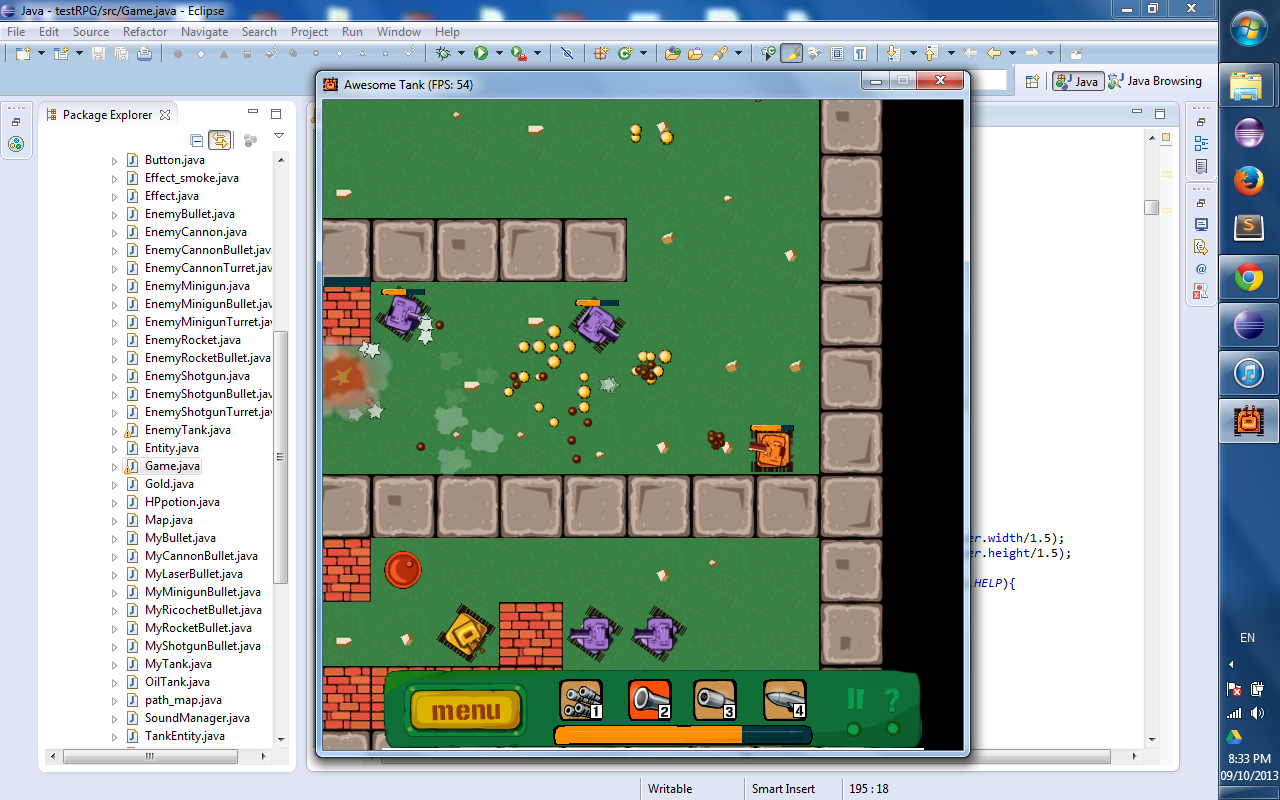 Java - testRPG/src/Game.java - Eclipse
File Edit Source Refactor Navigate Search Project Run Window Help
Awesome Tank (FPS: 54)
Java
Java Browsing
Package Explorer
Button.java
Effect_smoke.java
Effect.java
EnemyBullet.java
EnemyCannon.java
EnemyCannonBullet.java
EnemyCannonTurret.jav
EnemyMinigun.java
EnemyMinigunBullet.jav
EnemyMinigunTurret.jav
EnemyRocket.java
EnemyRocketBullet.java
EnemyShotgun.java
EnemyShotgunBullet.jav
EnemyShotgunTurret.jav
EnemyTank.java
Entity.java
Game.java
Gold.java
HPpotion.java
Map.java
MyBullet.java
MyCannonBullet.java
MyLaserBullet.java
MyMinigunBullet.java
MyRicochetBullet.java
MyRocketBullet.java
MyShotgunBullet.java
MyTank.java
OilTank.java
path_map.java
SoundManager.java
TankEntity.java
er.width/1.5);
er.height/1.5);
.HELP){
menu
1
2
3
4
?
Writable
Smart Insert
195 : 18
EN
8:33 PM
09/10/2013